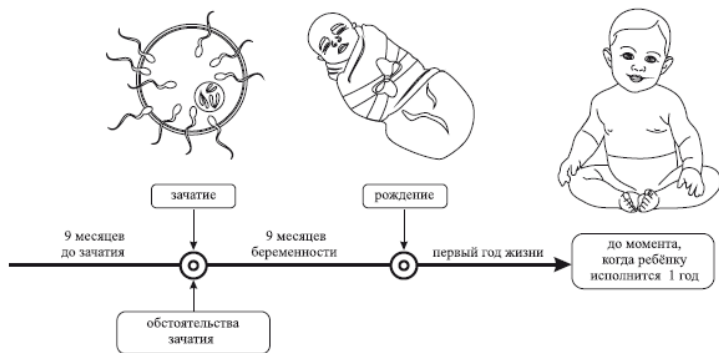 зачатие
рождение
9 месяцев
до зачатия
9 месяцев
беременности
первый год жизни
до момента,
когда ребёнку
исполнится 1 год
обстоятельства
зачатия